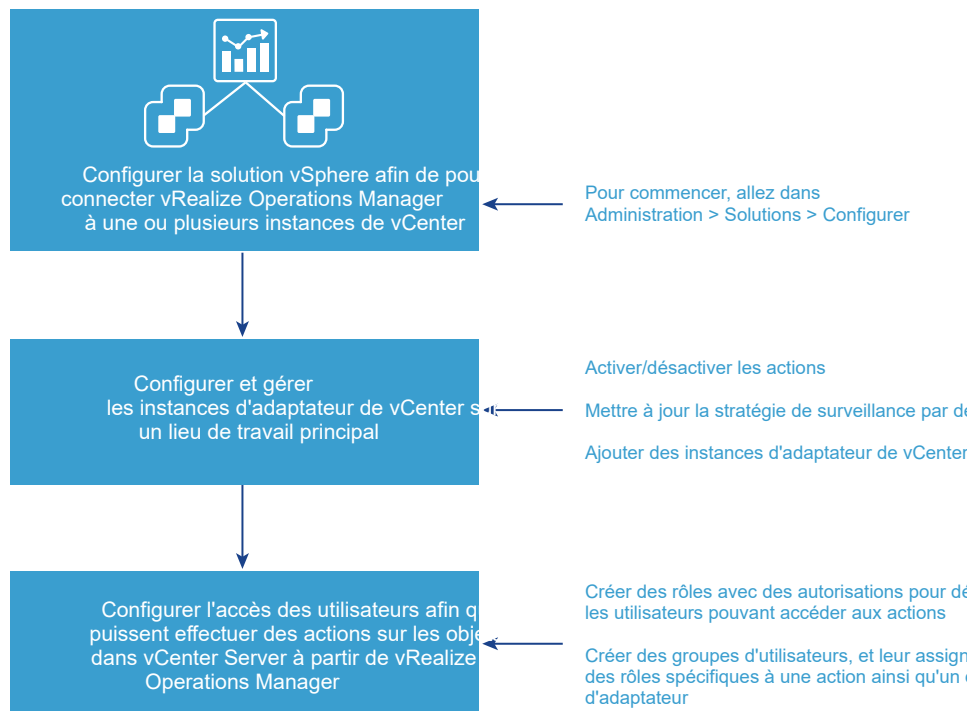 Configurer la solution vSphere afin de pou
connecter vRealize Operations Manager
à une ou plusieurs instances de vCenter
Pour commencer, allez dans
Administration > Solutions > Configurer
Configurer et gérer
les instances d'adaptateur de vCenter s
un lieu de travail principal
Activer/désactiver les actions
Mettre à jour la stratégie de surveillance par dé
Ajouter des instances d'adaptateur de vCenter
Configurer l'accès des utilisateurs afin qu
puissent effectuer des actions sur les obje
dans vCenter Server à partir de vRealize
Operations Manager
Créer des rôles avec des autorisations pour dé
les utilisateurs pouvant accéder aux actions
Créer des groupes d'utilisateurs, et leur assign
des rôles spécifiques à une action ainsi qu'un
d'adaptateur